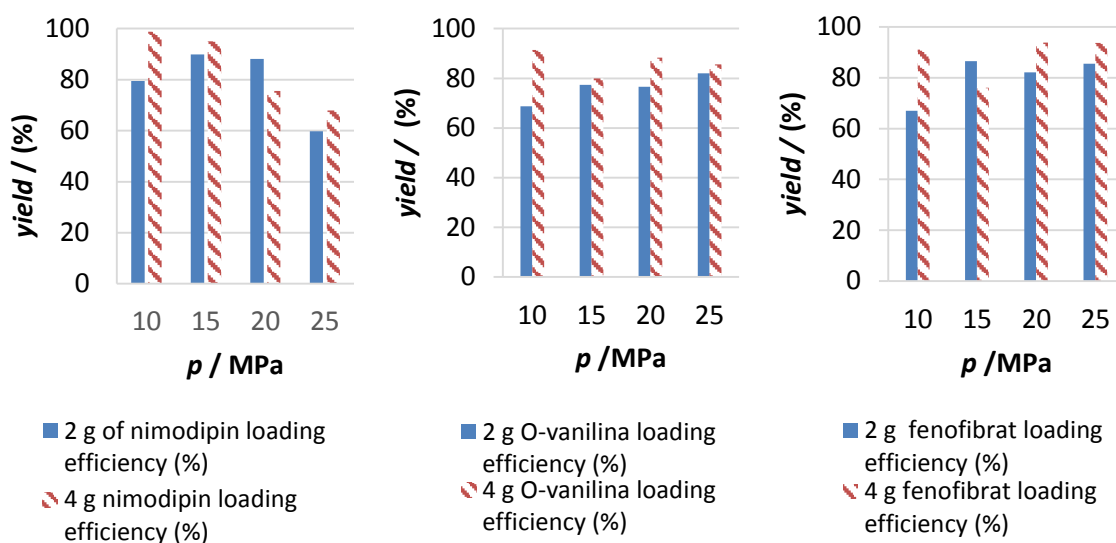 100
80
60
40
20
0
yield / (%)
10 15 20 25
p / MPa
2 g of nimodipin loading
efficiency (%)
4 g nimodipin loading
efficiency (%)
100
80
60
40
20
0
yield / (%)
10 15 20 25
p /MPa
2 g O-vanilina loading
efficiency (%)
4 g O-vanilina loading
efficiency (%)
100
80
60
40
20
0
yield / (%)
10 15 20 25
p /MPa
2 g fenofibrat loading
efficiency (%)
4 g fenofibrat loading
efficiency (%)